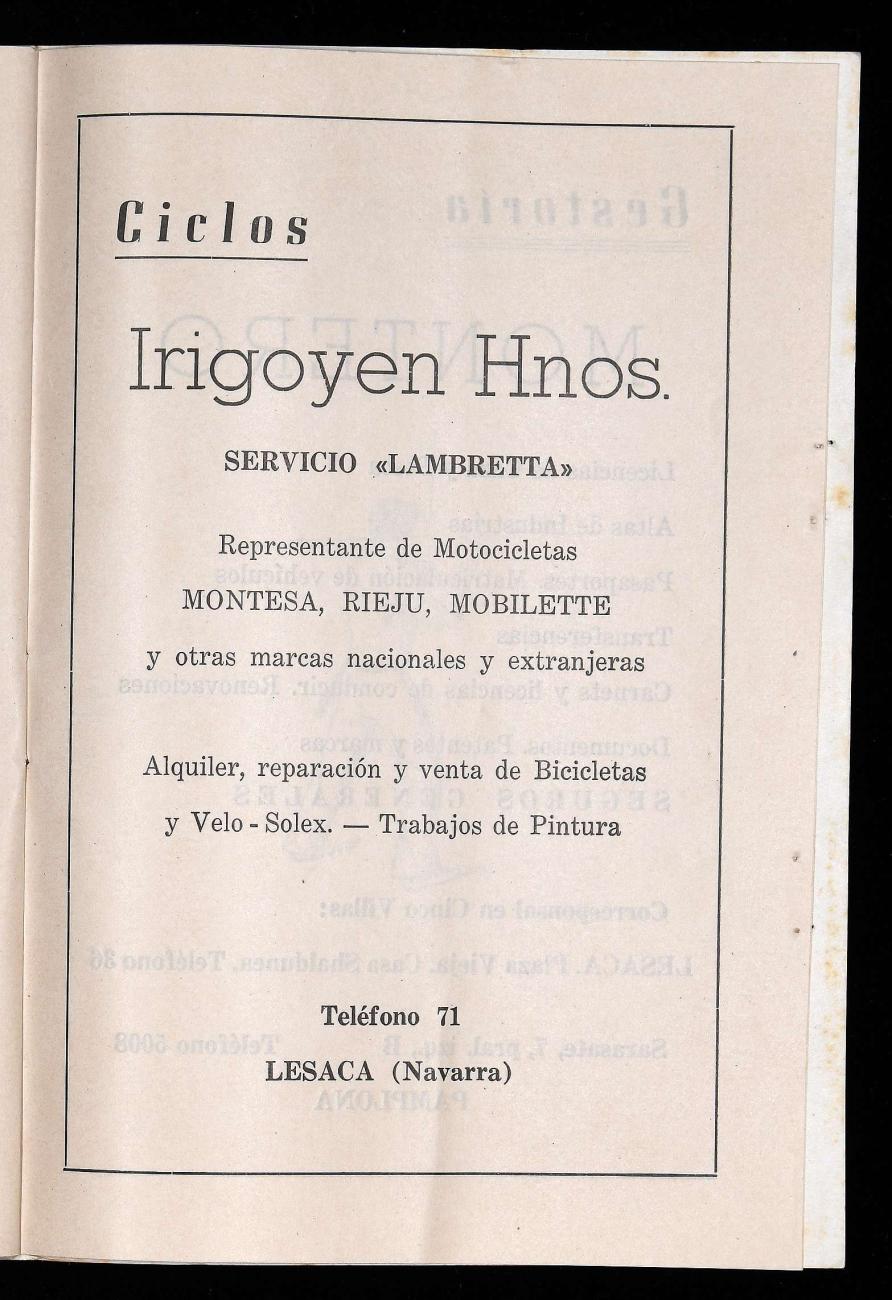 Ciclos
Irigoyen Hnos.
SERVICIO «LAMBRETTA»
Representante de Motocicletas
MONTESA, RIEJU, MOBILETTE
y otras marcas nacionales y extranjeras
Alquiler, reparación y venta de Bicicletas
y Velo - Solex. — Trabajos de Pintura
Teléfono 71
LESACA (Navarra)